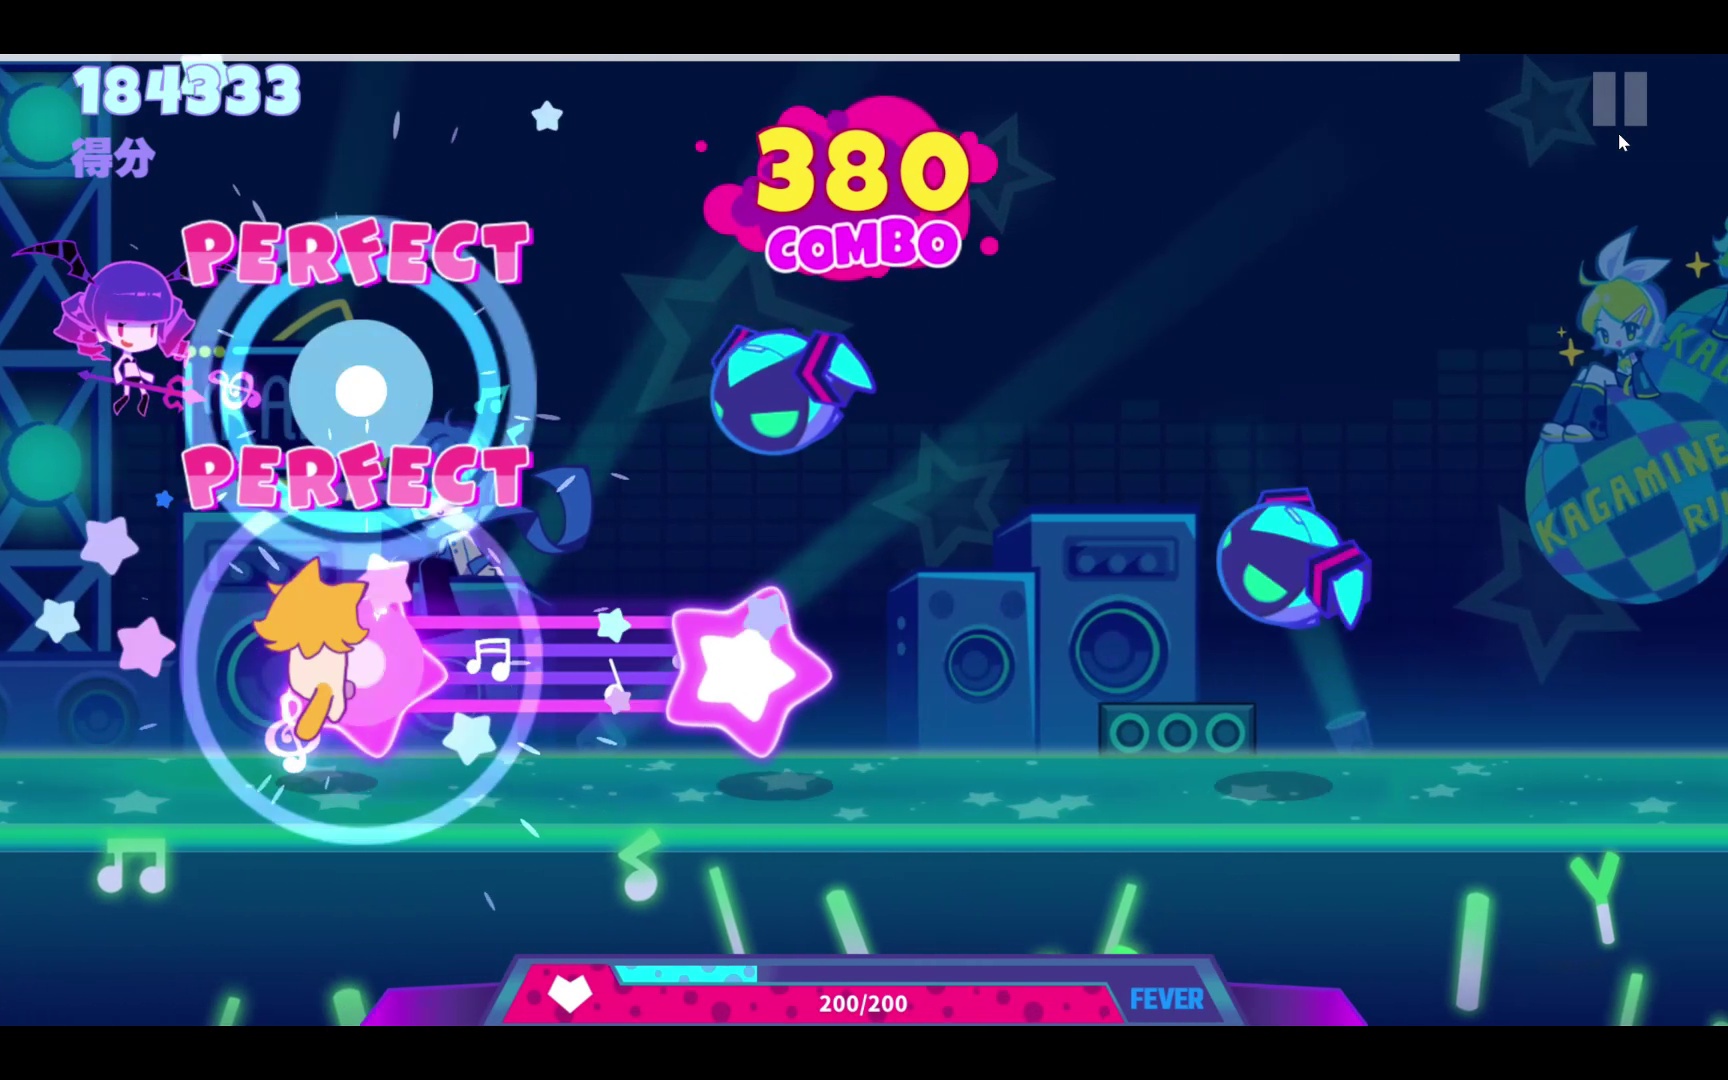 184333
得分
380
COMBO
PERFECT
PERFECT
KAGAMINE
200/200
FEVER